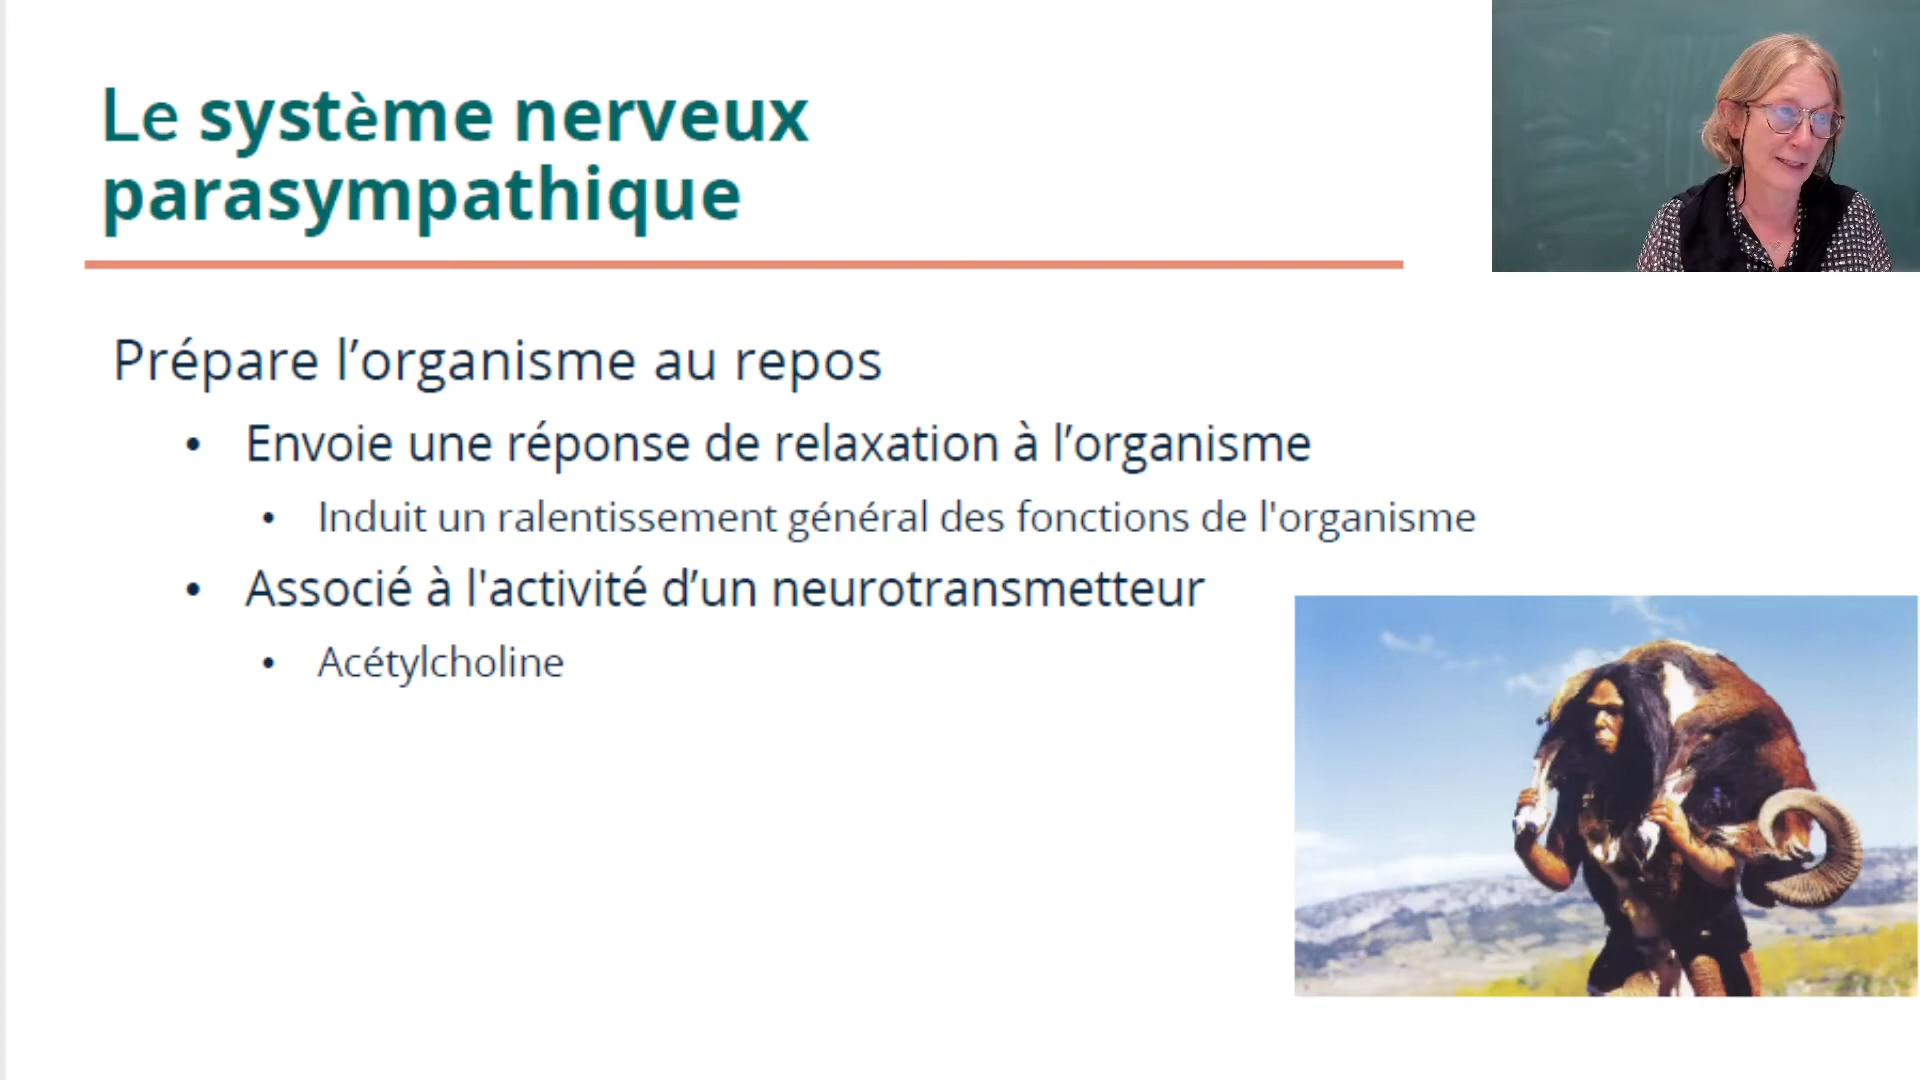 Le système nerveux
parasympathique
Prépare l’organisme au repos
• Envoie une réponse de relaxation à l’organisme
• Induit un ralentissement général des fonctions de l'organisme
• Associé à l'activité d’un neurotransmetteur
• Acétylcholine